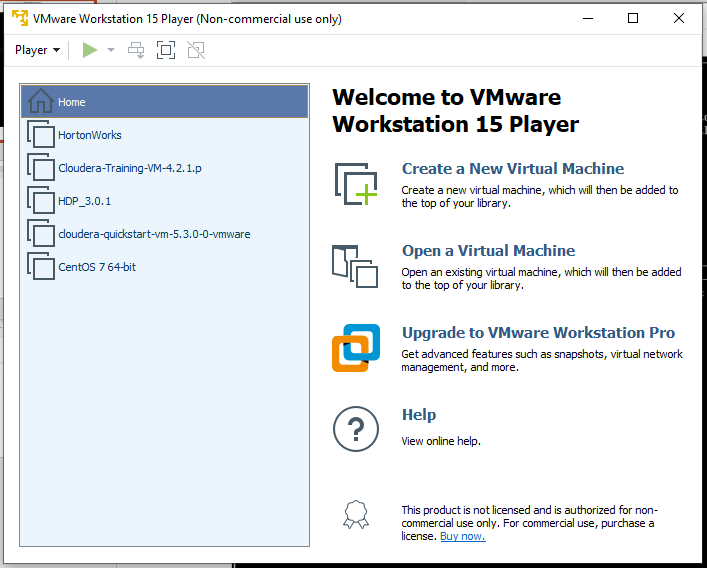 VMware Workstation 15 Player (Non-commercial use only)
Player
Home
HortonWorks
Cloudera-Training-VM-4.2.1.p
HDP_3.0.1
cloudera-quickstart-vm-5.3.0-0-vmware
CentOS 7 64-bit
Welcome to VMware
Workstation 15 Player
Create a New Virtual Machine
Create a new virtual machine, which will then be added to
the top of your library.
Open a Virtual Machine
Open an existing virtual machine, which will then be added
to the top of your library.
Upgrade to VMware Workstation Pro
Get advanced features such as snapshots, virtual network
management, and more.
Help
View online help.
This product is not licensed and is authorized for non-
commercial use only. For commercial use, purchase a
license. Buy now.